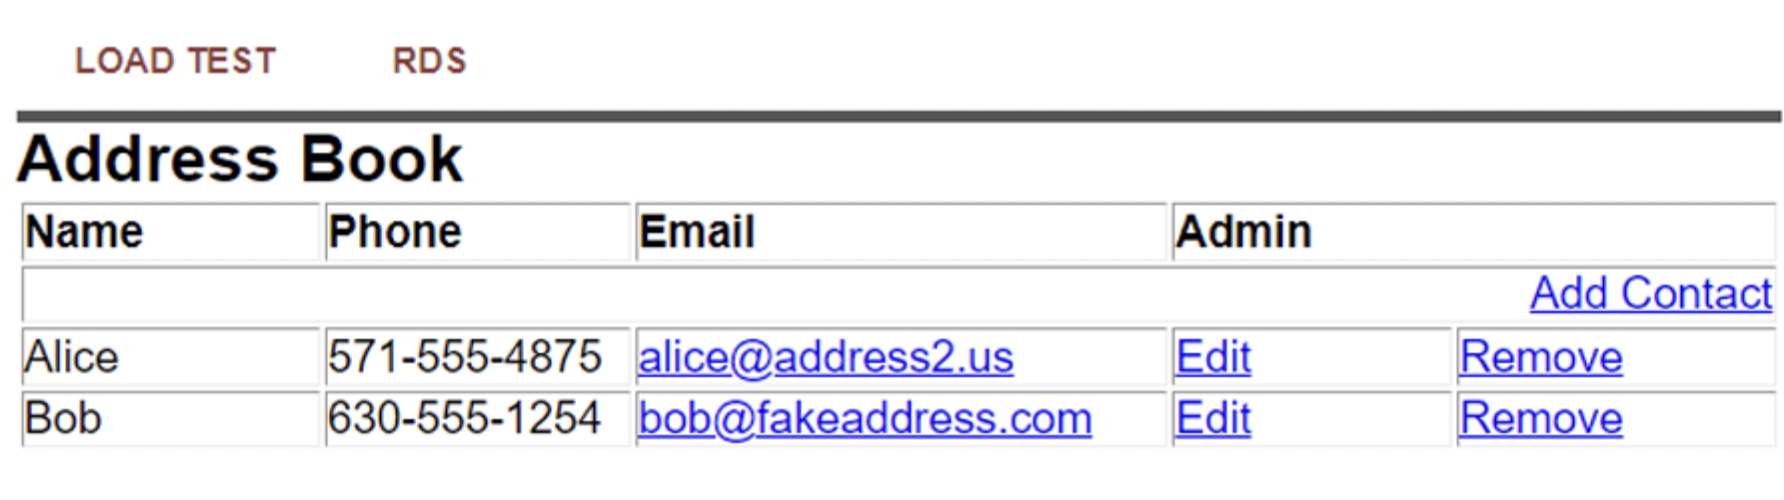 LOAD TEST RDS
Address Book
Name Phone Email Admin
Add Contact
Alice 571-555-4875 alice@address2.us Edit Remove
Bob 630-555-1254 bob@fakeaddress.com Edit Remove